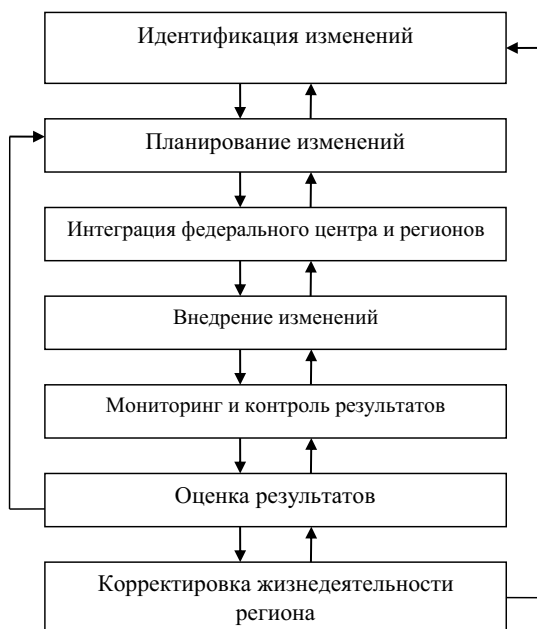 Идентификация изменений
Планирование изменений
Интеграция федерального центра и регионов
Внедрение изменений
Мониторинг и контроль результатов
Оценка результатов
Корректировка жизнедеятельности
региона